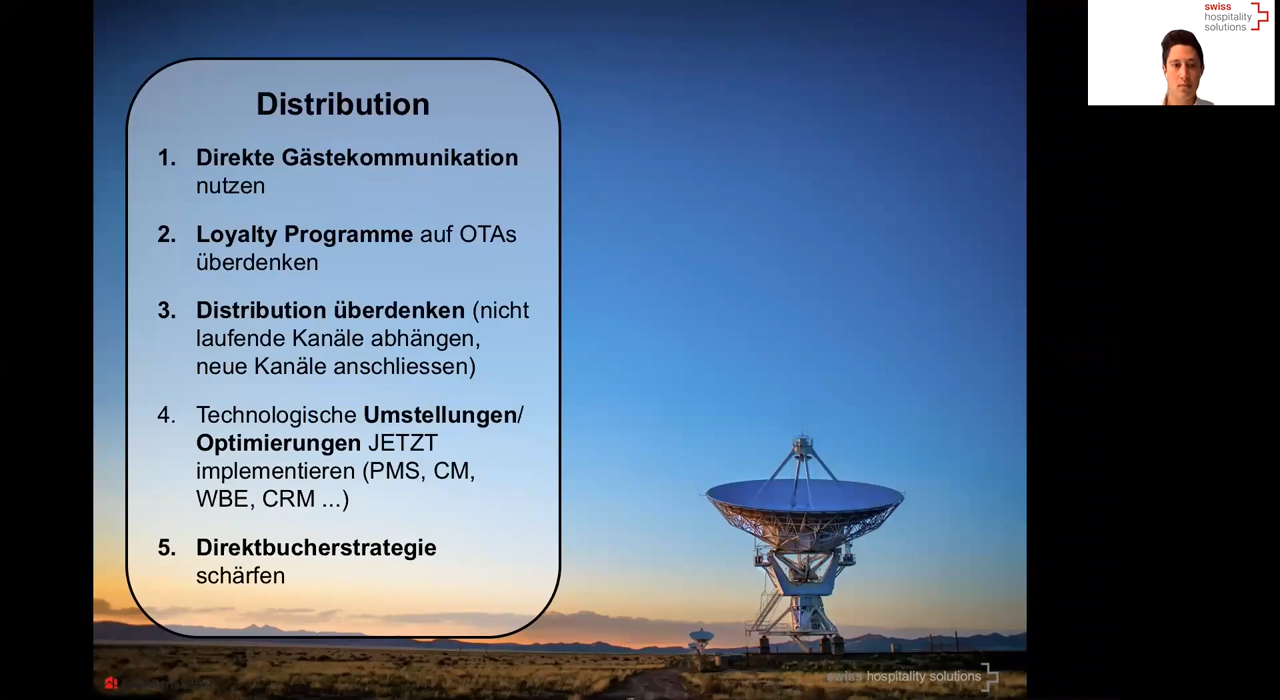 Distribution
1. Direkte Gästekommunikation
nutzen
2. Loyalty Programme auf OTAs
überdenken
3. Distribution überdenken (nicht
laufende Kanäle abhängen,
neue Kanäle anschliessen)
4. Technologische Umstellungen/
Optimierungen JETZT
implementieren (PMS, CM,
WBE, CRM ...)
5. Direktbucherstrategie
schärfen
swiss
hospitality
solutions
swiss hospitality solutions